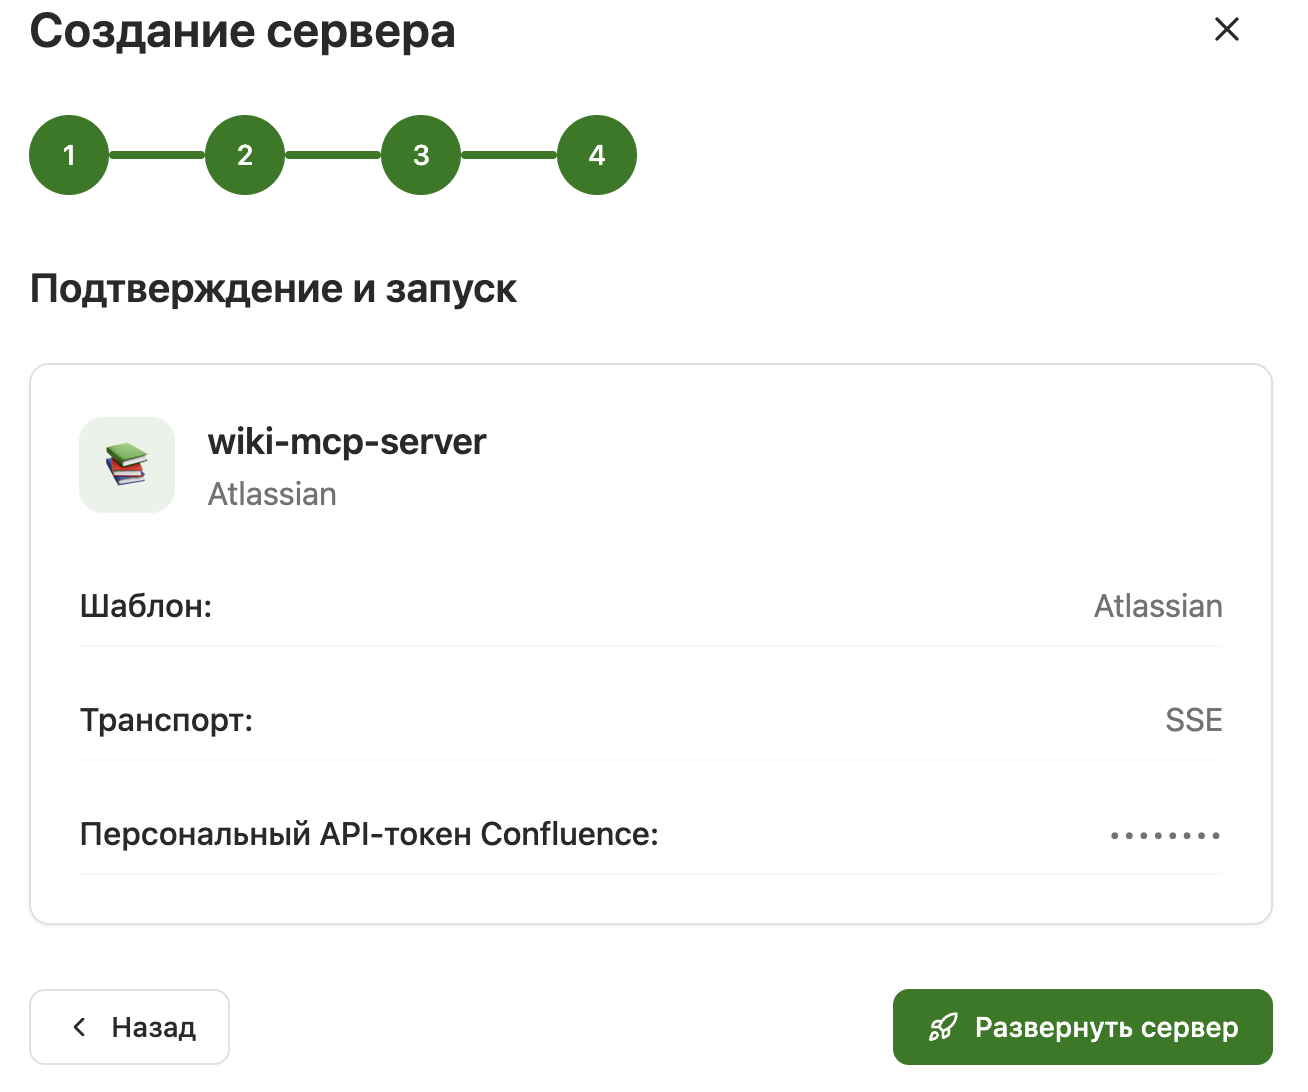 Создание сервера
1 2 3 4
Подтверждение и запуск
wiki-mcp-server
Atlassian
Шаблон: Atlassian
Транспорт: SSE
Персональный API-токен Confluence: ••••••••
Назад Развернуть сервер